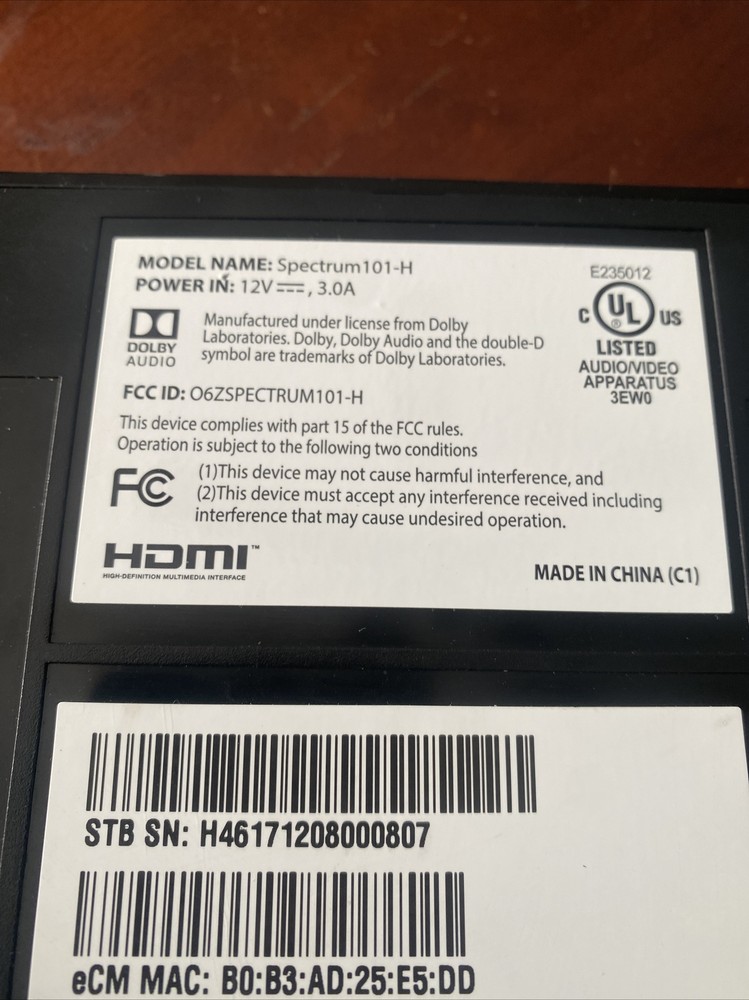 MODEL NAME: Spectrum101-H
POWER IN: 12V⎓, 3.0A
E235012
C UL US
®
LISTED
AUDIO/VIDEO
APPARATUS
3EW0
DOLBY
AUDIO
Manufactured under license from Dolby
Laboratories. Dolby, Dolby Audio and the double-D
symbol are trademarks of Dolby Laboratories.
FCC ID: O6ZSPECTRUM101-H
This device complies with part 15 of the FCC rules.
Operation is subject to the following two conditions
FC
(1)This device may not cause harmful interference, and
(2)This device must accept any interference received including
interference that may cause undesired operation.
HDMI™
HIGH-DEFINITION MULTIMEDIA INTERFACE
MADE IN CHINA (C1)
STB SN: H46171208000807
eCM MAC: B0:B3:AD:25:E5:DD